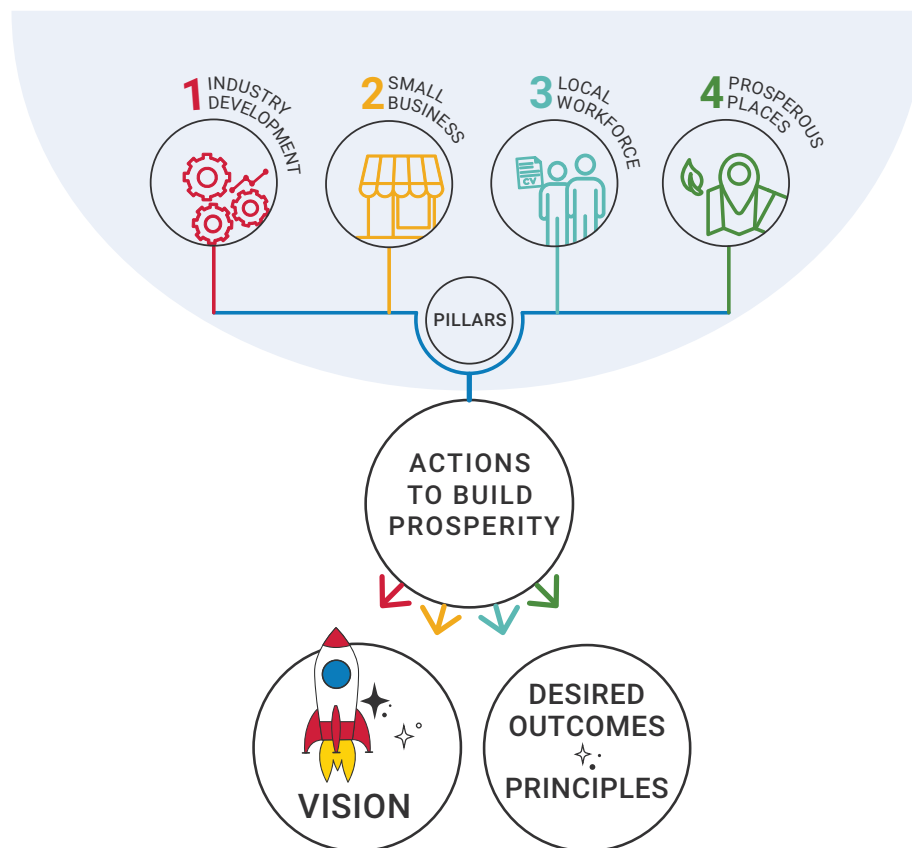 1 INDUSTRY
DEVELOPMENT
2 SMALL
BUSINESS
3 LOCAL
WORKFORCE
4 PROSPEROUS
PLACES
CV
PILLARS
ACTIONS
TO BUILD
PROSPERITY
VISION
DESIRED
OUTCOMES
PRINCIPLES